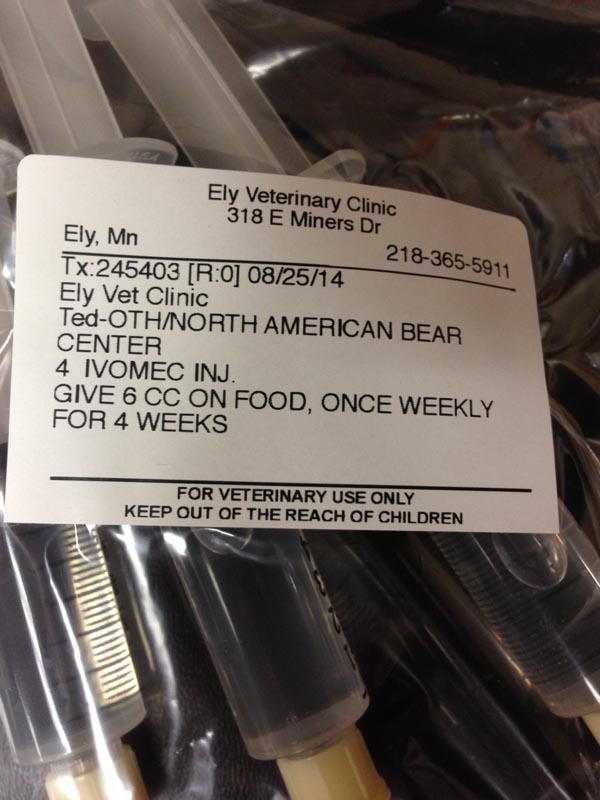 Ely Veterinary Clinic
318 E Miners Dr
Ely, Mn 218-365-5911
Tx:245403 [R:0] 08/25/14
Ely Vet Clinic
Ted-OTH/NORTH AMERICAN BEAR
CENTER
4 IVOMEC INJ.
GIVE 6 CC ON FOOD, ONCE WEEKLY
FOR 4 WEEKS
FOR VETERINARY USE ONLY
KEEP OUT OF THE REACH OF CHILDREN